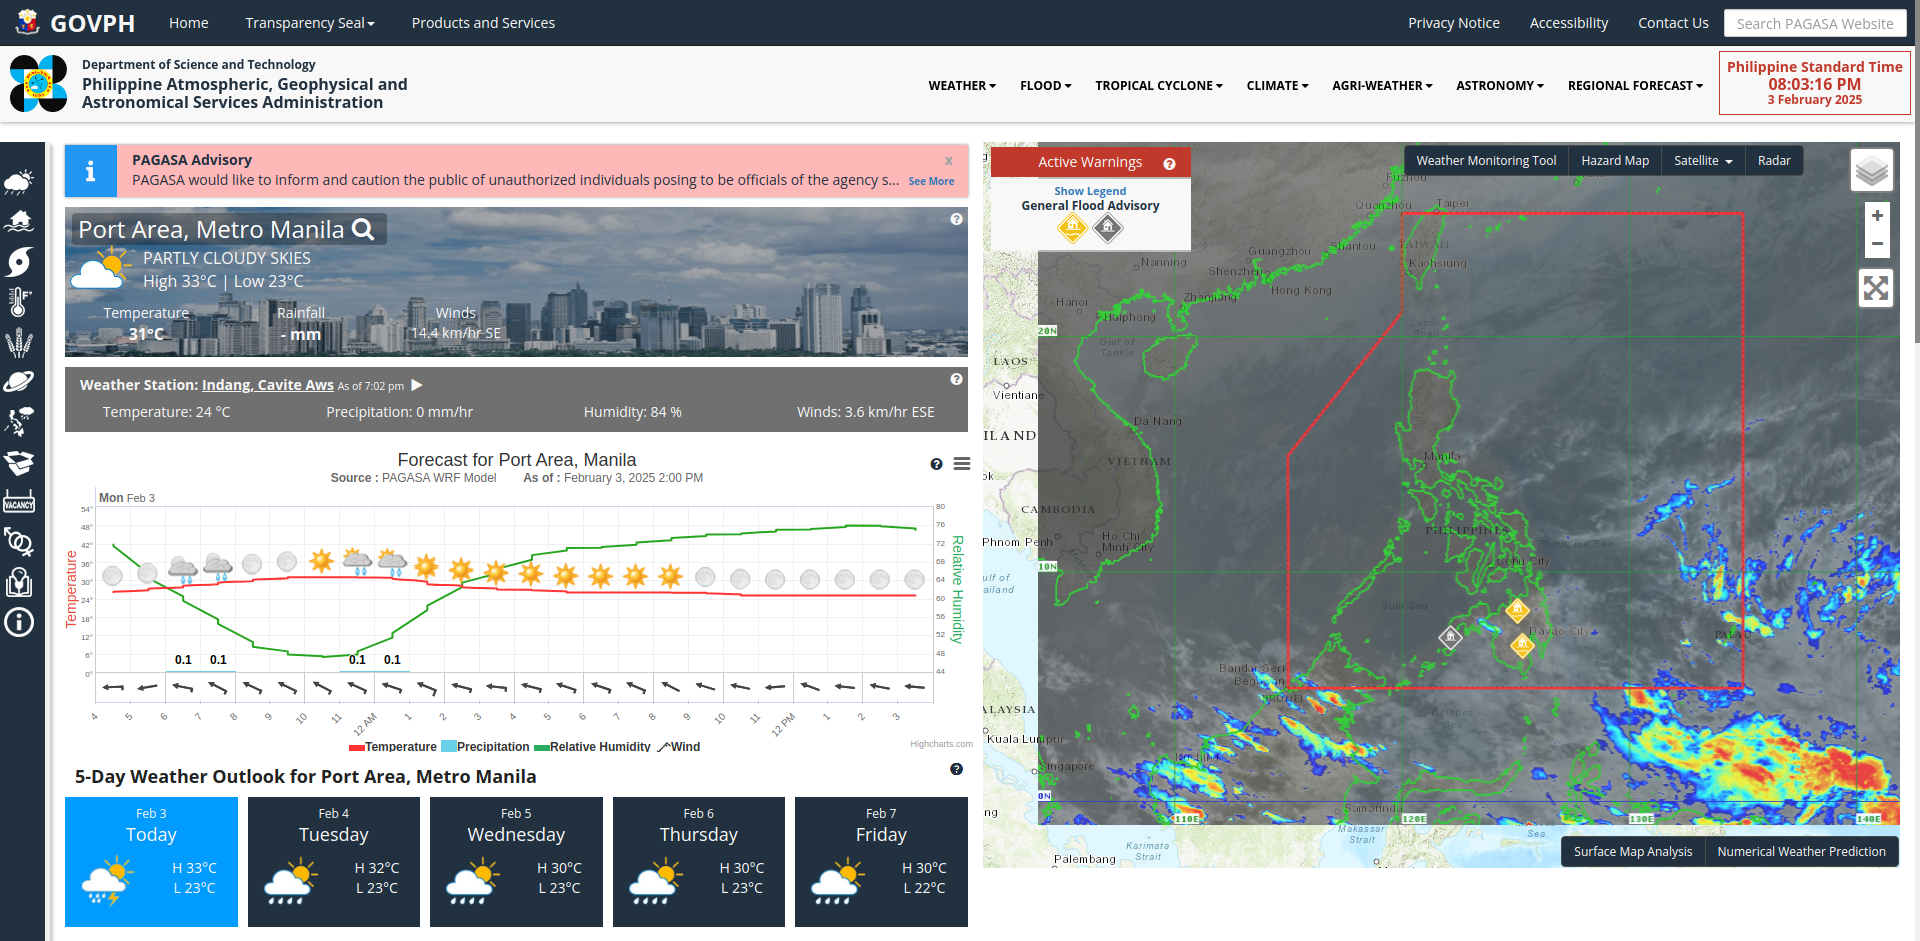 GOVPH
Home
Transparency Seal
Products and Services
Privacy Notice
Accessibility
Contact Us
Search PAGASA Website
Department of Science and Technology
Philippine Atmospheric, Geophysical and
Astronomical Services Administration
WEATHER
FLOOD
TROPICAL CYCLONE
CLIMATE
AGRI-WEATHER
ASTRONOMY
REGIONAL FORECAST
Philippine Standard Time
08:03:16 PM
3 February 2025
PAGASA Advisory
x
PAGASA would like to inform and caution the public of unauthorized individuals posing to be officials of the agency s...
See More
Port Area, Metro Manila
PARTLY CLOUDY SKIES
High 33°C | Low 23°C
Temperature
31°C
Rainfall
- mm
Winds
14.4 km/hr SE
Weather Station: Indang, Cavite Aws As of 7:02 pm
Temperature: 24 °C
Precipitation: 0 mm/hr
Humidity: 84 %
Winds: 3.6 km/hr ESE
VACANCY
Forecast for Port Area, Manila
Source : PAGASA WRF Model
As of : February 3, 2025 2:00 PM
Mon Feb 3
Temperature
54°
48°
42°
36°
30°
24°
18°
12°
6°
0°
80
76
72
68
64
60
56
52
48
44
Relative Humidity
0.1
0.1
0.1
0.1
4
5
6
7
8
9
10
11
12 AM
1
2
3
4
5
6
7
8
9
10
11
12 PM
1
2
3
Temperature
Precipitation
Relative Humidity
Wind
Highcharts.com
5-Day Weather Outlook for Port Area, Metro Manila
Feb 3
Today
H 33°C
L 23°C
Feb 4
Tuesday
H 32°C
L 23°C
Feb 5
Wednesday
H 30°C
L 23°C
Feb 6
Thursday
H 30°C
L 23°C
Feb 7
Friday
H 30°C
L 22°C
Active Warnings
Show Legend
General Flood Advisory
Weather Monitoring Tool
Hazard Map
Satellite
Radar
+
−
Fuzhou
Quanzhou
Taipei
TAIWAN
Kaohsiung
Shantou
Guangzhou
Shenzhen
Hong Kong
Nanning
Zhanjiang
Hanoi
Haiphong
Gulf of
Tonkin
Luzon
Strait
20N
LAOS
Vientiane
Da Nang
ILAND
VIETNAM
Manila
ok
CAMBODIA
PHILIPPINES
Philippine Sea
Phnom Penh
Ho Chi
Minh City
Cebu City
10N
ulf of
ailand
Sulu Sea
Davao City
PALAU
Bandar Seri
Begawan
BRUNEI
ALAYSIA
Celebes
Kuala Lumpur
Kuching
Singapore
0N
Samarinda
ng
110E
120E
130E
140E
Makassar
Strait
Sea
Karimata
Strait
Palembang
Surface Map Analysis
Numerical Weather Prediction